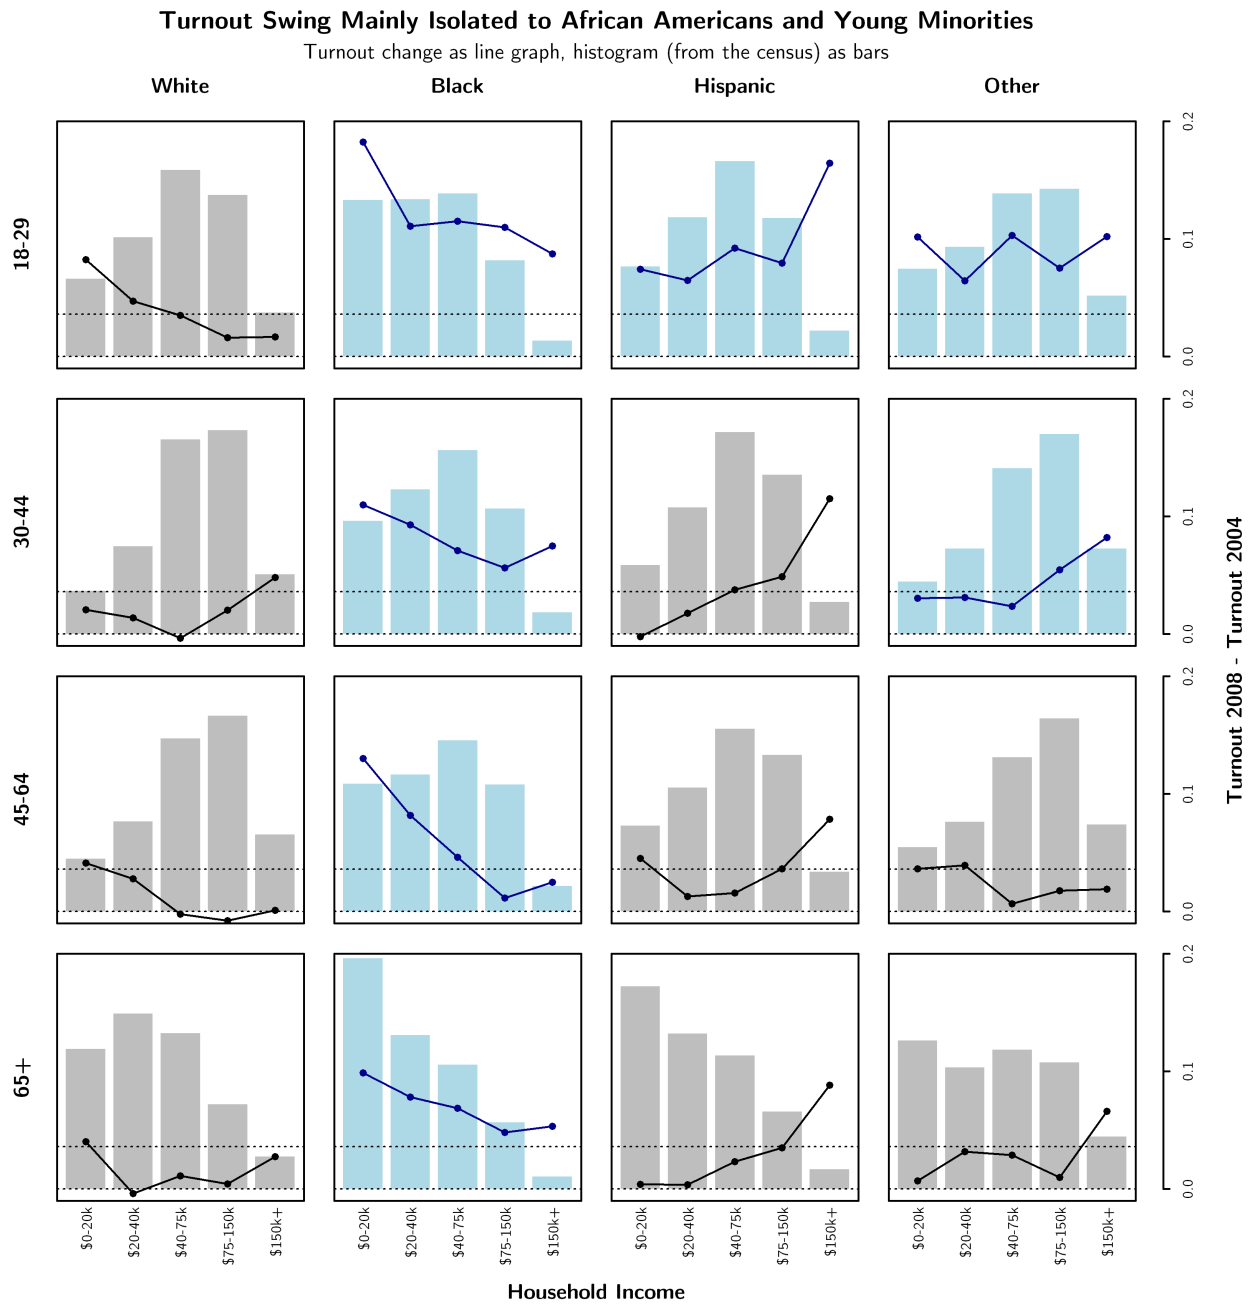 Turnout Swing Mainly Isolated to African Americans and Young Minorities
Turnout change as line graph, histogram (from the census) as bars
White Black Hispanic Other
18-29
0.2
0.1
0.0
30-44
0.2
0.1
0.0
45-64
0.2
0.1
0.0
65+
0.2
0.1
0.0
Turnout 2008 - Turnout 2004
$0-20k $20-40k $40-75k $75-150k $150k+ $0-20k $20-40k $40-75k $75-150k $150k+ $0-20k $20-40k $40-75k $75-150k $150k+ $0-20k $20-40k $40-75k $75-150k $150k+
Household Income